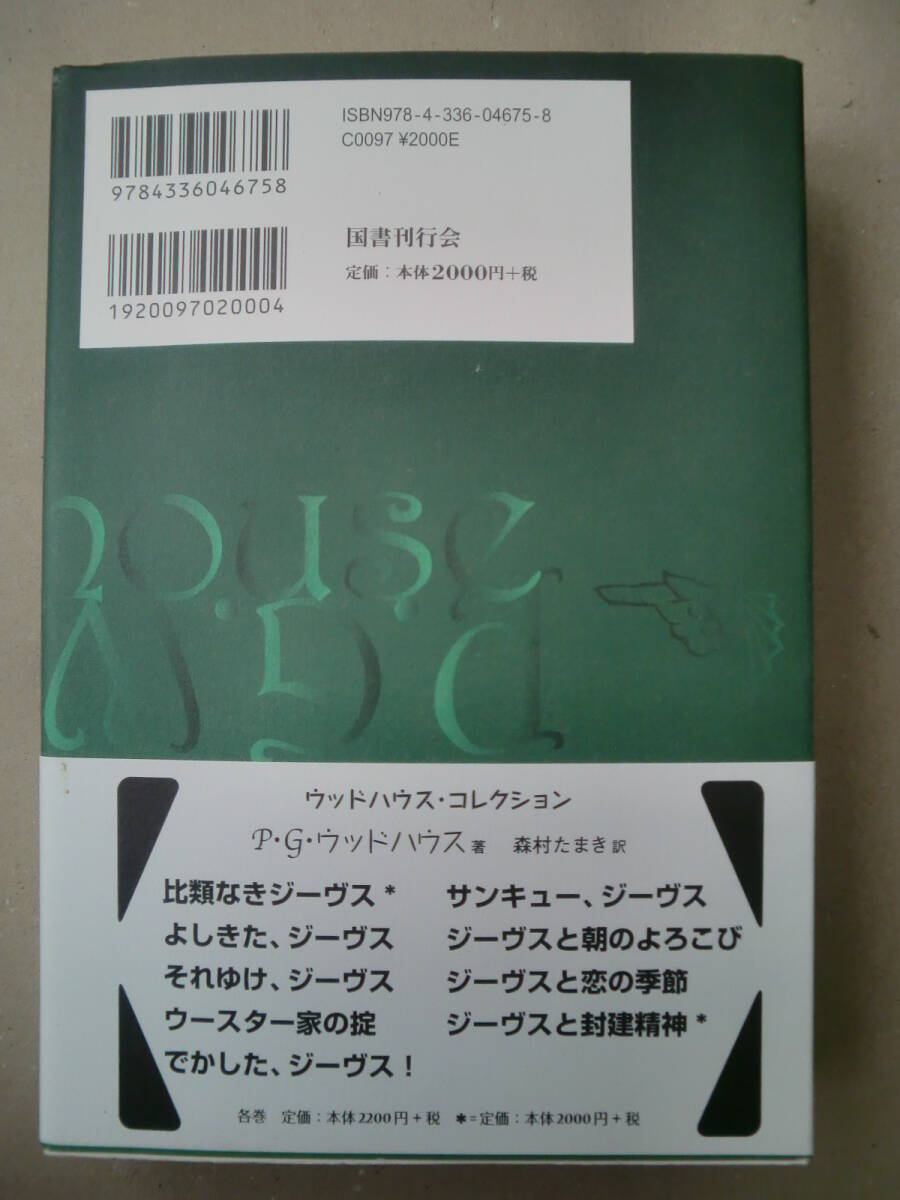 ISBN978-4-336-04675-8
C0097 ¥2000E
9784336046758
国書刊行会
定価：本体2000円＋税
1920097020004
ouse
P.G.W
ウッドハウス・コレクション
P・G・ウッドハウス 著 森村たまき 訳
比類なきジーヴス＊
よしきた、ジーヴス
それゆけ、ジーヴス
ウースター家の掟
でかした、ジーヴス！
サンキュー、ジーヴス
ジーヴスと朝のよろこび
ジーヴスと恋の季節
ジーヴスと封建精神＊
各巻 定価：本体2200円＋税 ＊＝定価：本体2000円＋税